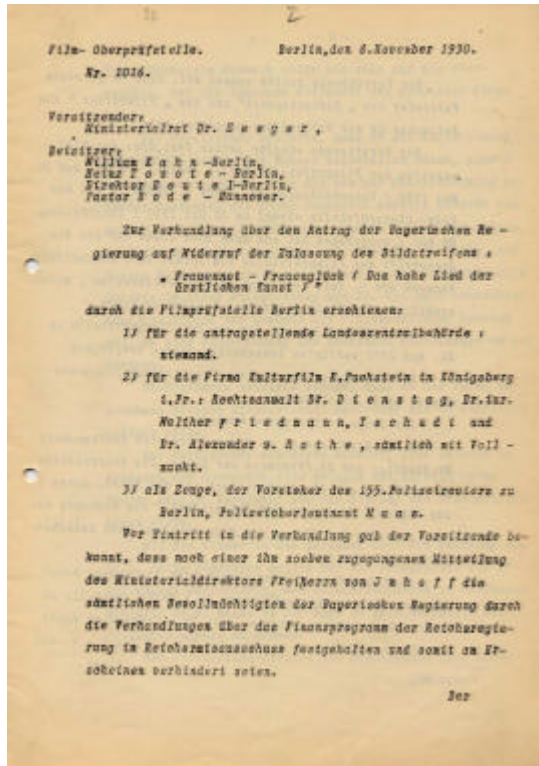 2
Film- Oberprüfstelle. Berlin,den 6.November 1930.
Nr. 1016.
Vorsitzender:
Ministerialrat Dr. S e e g e r ,
Beisitzer:
William K a h n -Berlin,
Heinz T o v o t e - Berlin,
Direktor B e u t e l-Berlin,
Pastor B o d e - Hannover.
Zur Verhandlung über den Antrag der Bayerischen Re -
gierung auf Widerruf der Zulassung des Bildstreifens :
" Frauennot - Frauenglück ( Das hohe Lied der
ärztlichen Kunst ) "
durch die Filmprüfstelle Berlin erschienen:
1) für die antragstellende Landeszentralbehörde :
niemand.
2) für die Firma Kulturfilm K.Puchstein in Königsberg
i.Pr.: Rechtsanwalt Dr. D i e n s t a g, Dr.jur.
Walther F r i e d m a n n, T s c h u d i und
Dr. Alexander v. R o t h e , sämtlich mit Voll -
macht.
3) als Zeuge, der Vorsteher des 155.Polizeireviers zu
Berlin, Polizeioberleutnant M a a s.
Vor Eintritt in die Verhandlung gab der Vorsitzende be-
kannt, dass nach einer ihm soeben zugegangenen Mitteilung
des Ministerialdirektors Freiherrn von I m h o f f die
sämtlichen Bevollmächtigten der Bayerischen Regierung durch
die Verhandlungen über das Finanzprogramm der Reichsregie-
rung im Reichsratsausschuss festgehalten und somit am Er-
scheinen verhindert seien.
Der